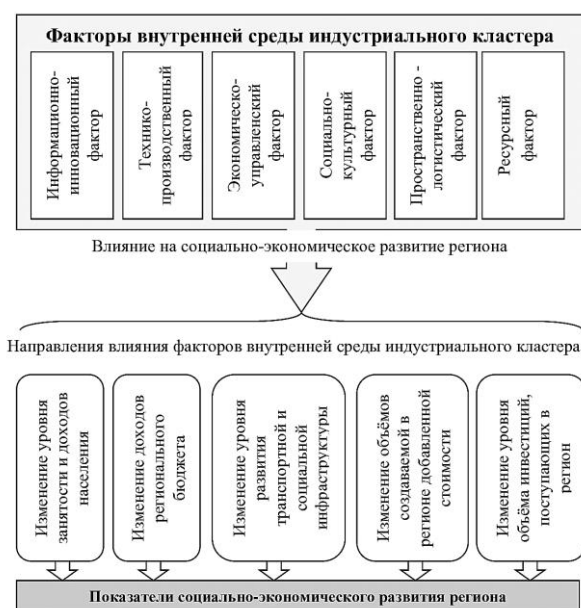 Факторы внутренней среды индустриального кластера
Информационно-
инновационный
фактор
Технико-
производственный
фактор
Экономическо-
управленский
фактор
Социально-
культурный
фактор
Пространственно -
логистический
фактор
Ресурсный
фактор
Влияние на социально-экономическое развитие региона
Направления влияния факторов внутренней среды индустриального кластера
Изменение уровня
занятости и доходов
населения
Изменение доходов
регионального
бюджета
Изменение уровня
развития
транспортной и
социальной
инфраструктуры
Изменение объёмов
создаваемой в
регионе добавленной
стоимости
Изменение уровня
объёма инвестиций,
поступающих в
регион
Показатели социально-экономического развития региона